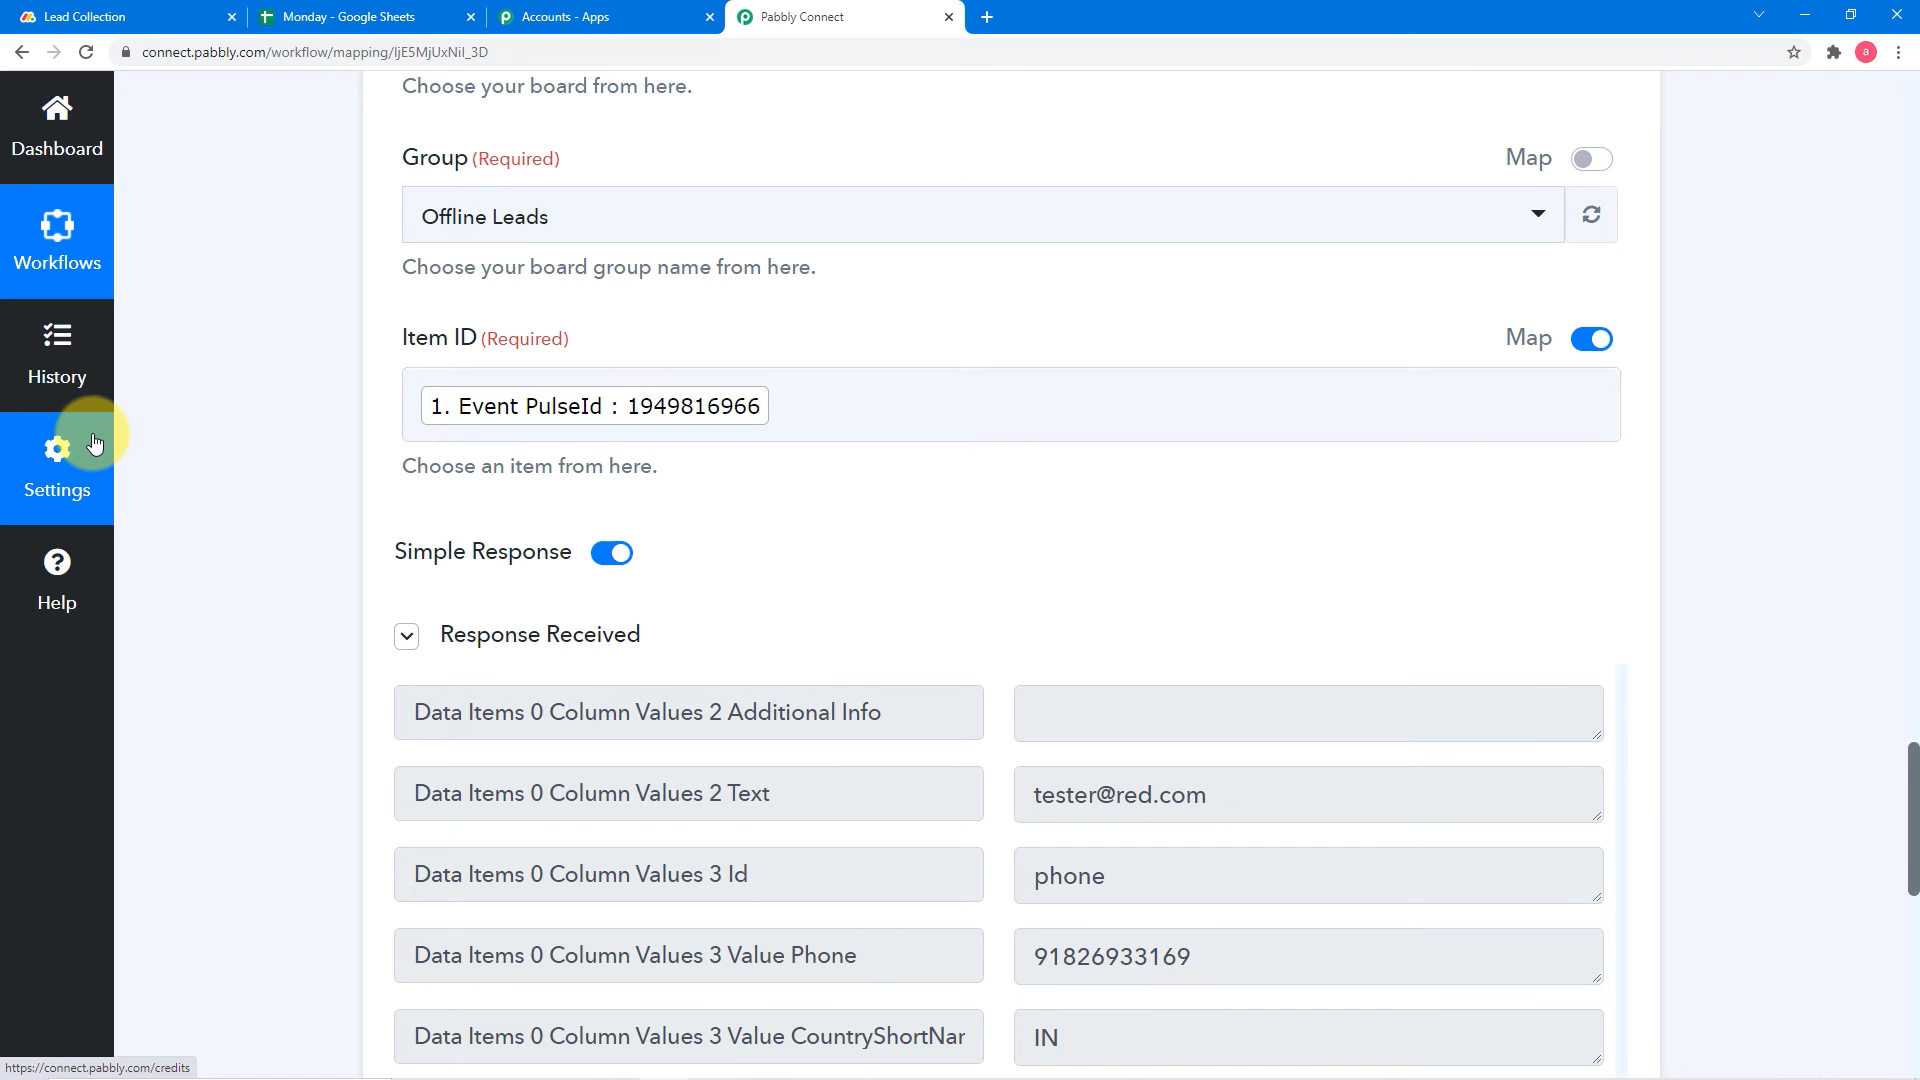 Lead Collection
Monday - Google Sheets
Accounts - Apps
Pabbly Connect
connect.pabbly.com/workflow/mapping/IjE5MjUxNiI_3D
a
Dashboard
Workflows
History
Settings
Help
Choose your board from here.
Group (Required)
Map
Offline Leads
Choose your board group name from here.
Item ID (Required)
Map
1. Event PulseId : 1949816966
Choose an item from here.
Simple Response
Response Received
Data Items 0 Column Values 2 Additional Info
Data Items 0 Column Values 2 Text
tester@red.com
Data Items 0 Column Values 3 Id
phone
Data Items 0 Column Values 3 Value Phone
91826933169
Data Items 0 Column Values 3 Value CountryShortNar
IN
https://connect.pabbly.com/credits